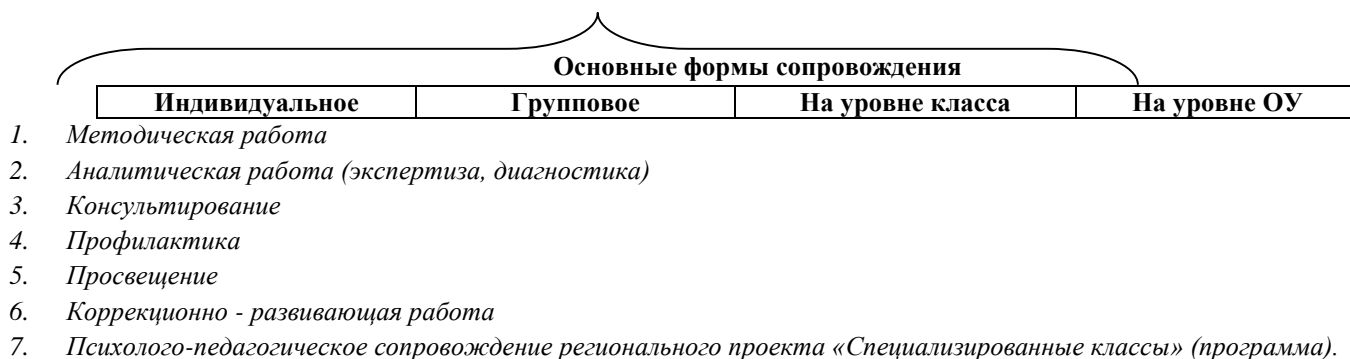 Основные формы сопровождения
Индивидуальное Групповое На уровне класса На уровне ОУ
1. Методическая работа
2. Аналитическая работа (экспертиза, диагностика)
3. Консультирование
4. Профилактика
5. Просвещение
6. Коррекционно - развивающая работа
7. Психолого-педагогическое сопровождение регионального проекта «Специализированные классы» (программа).